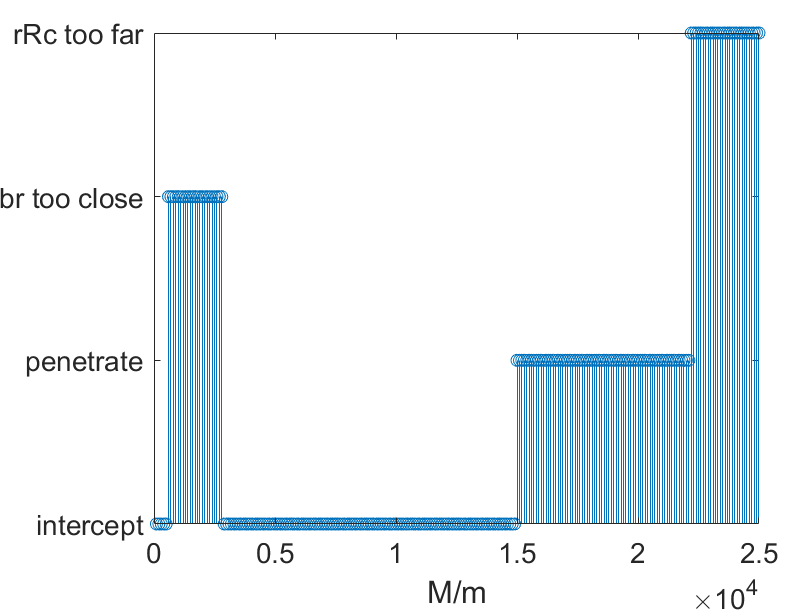 rRc too far
br too close
penetrate
intercept
0 0.5 1 1.5 2 2.5
M/m
×10⁴